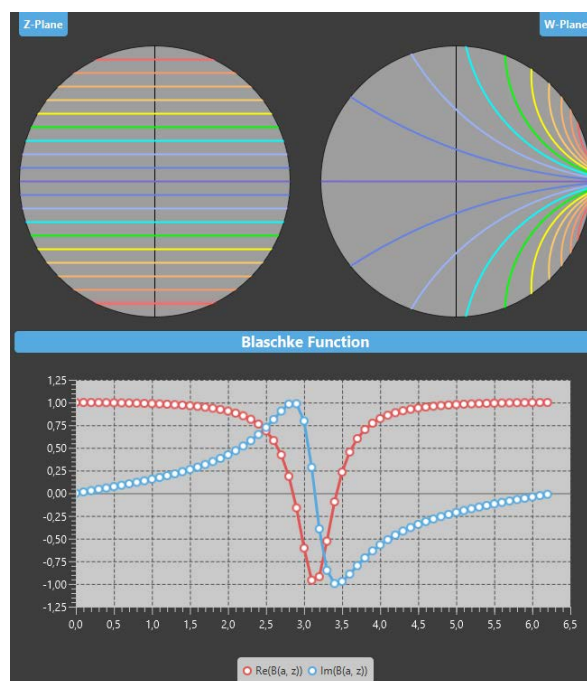 Z-Plane
W-Plane
Blaschke Function
1,25
1,00
0,75
0,50
0,25
0,00
-0,25
-0,50
-0,75
-1,00
-1,25
0,0 0,5 1,0 1,5 2,0 2,5 3,0 3,5 4,0 4,5 5,0 5,5 6,0 6,5
Re(B(a, z)) Im(B(a, z))